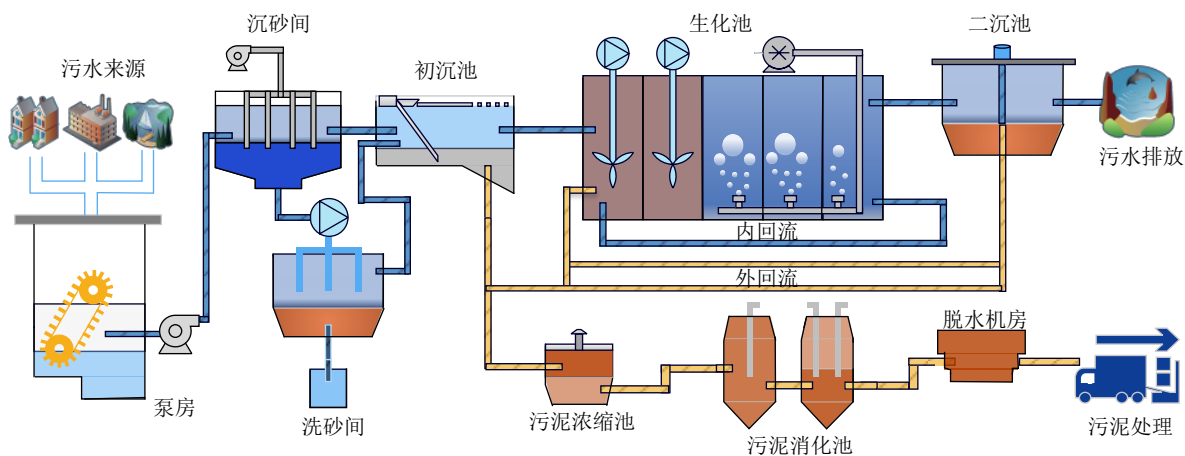 沉砂间
生化池
二沉池
污水来源
初沉池
污水排放
内回流
外回流
脱水机房
泵房
洗砂间
污泥浓缩池
污泥消化池
污泥处理